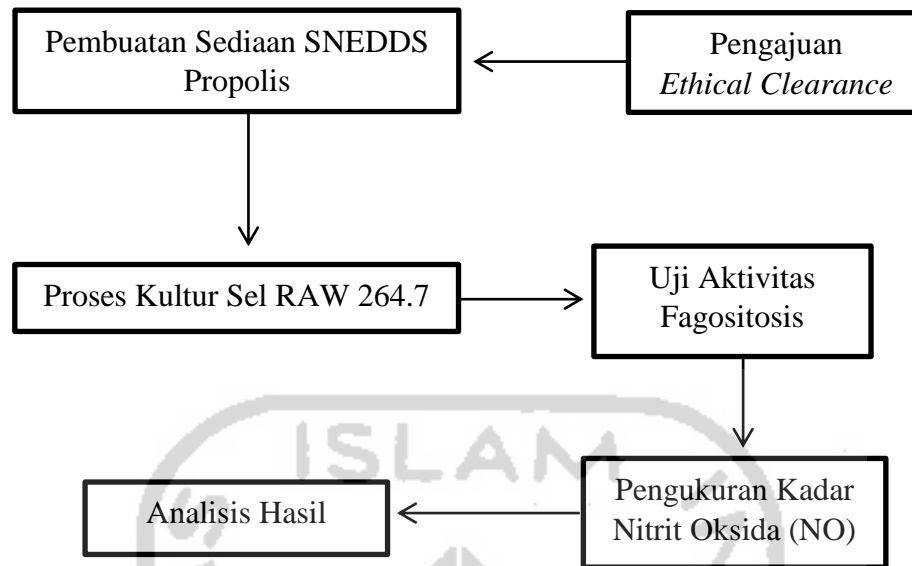 Pembuatan Sediaan SNEDDS
Propolis
Pengajuan
Ethical Clearance
Proses Kultur Sel RAW 264.7
Uji Aktivitas
Fagositosis
ISLAM
Analisis Hasil
Pengukuran Kadar
Nitrit Oksida (NO)